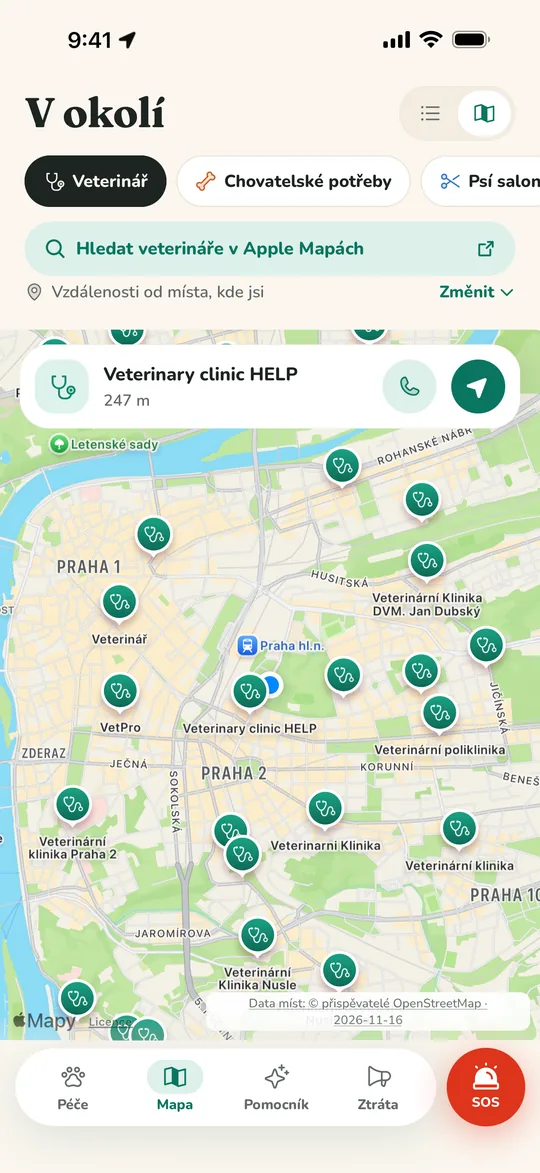 9:41
V okolí
Veterinář
Chovatelské potřeby
Psí salon
Hledat veterináře v Apple Mapách
Vzdálenosti od místa, kde jsi
Změnit
Veterinary clinic HELP
247 m
Letenské sady
ROHANSKÉ NÁBŘ
PRAHA 1
HUSITSKÁ
Veterinární Klinika
DVM. Jan Dubský
Veterinář
Praha hl.n.
JIČÍNSKÁ
VetPro
Veterinary clinic HELP
ZDERAZ
JEČNÁ
Veterinární poliklinika
KORUNNÍ
PRAHA 2
BENEŠ
SOKOLSKÁ
Veterinární
klinika Praha 2
Veterinarni Klinika
Veterinární klinika
PRAHA 10
JAROMÍROVA
Veterinární
Klinika Nusle
Data míst: © přispěvatelé OpenStreetMap ·
2026-11-16
Mapy
Licence
Péče
Mapa
Pomocník
Ztráta
SOS